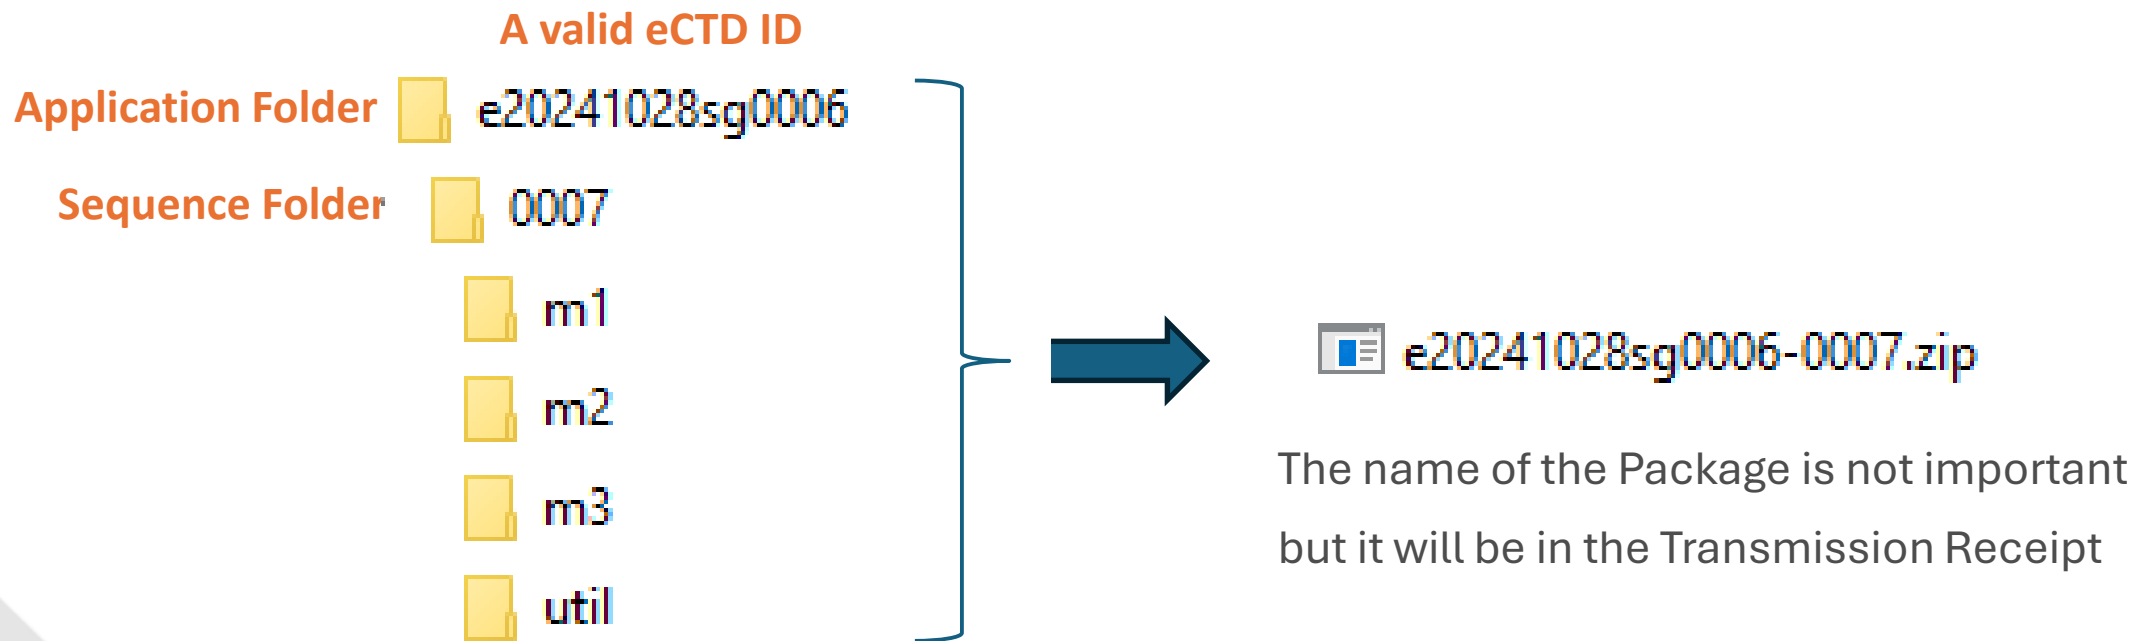 A valid eCTD ID
Application Folder e20241028sg0006
Sequence Folder 0007
m1
m2
m3
util
e20241028sg0006-0007.zip
The name of the Package is not important
but it will be in the Transmission Receipt